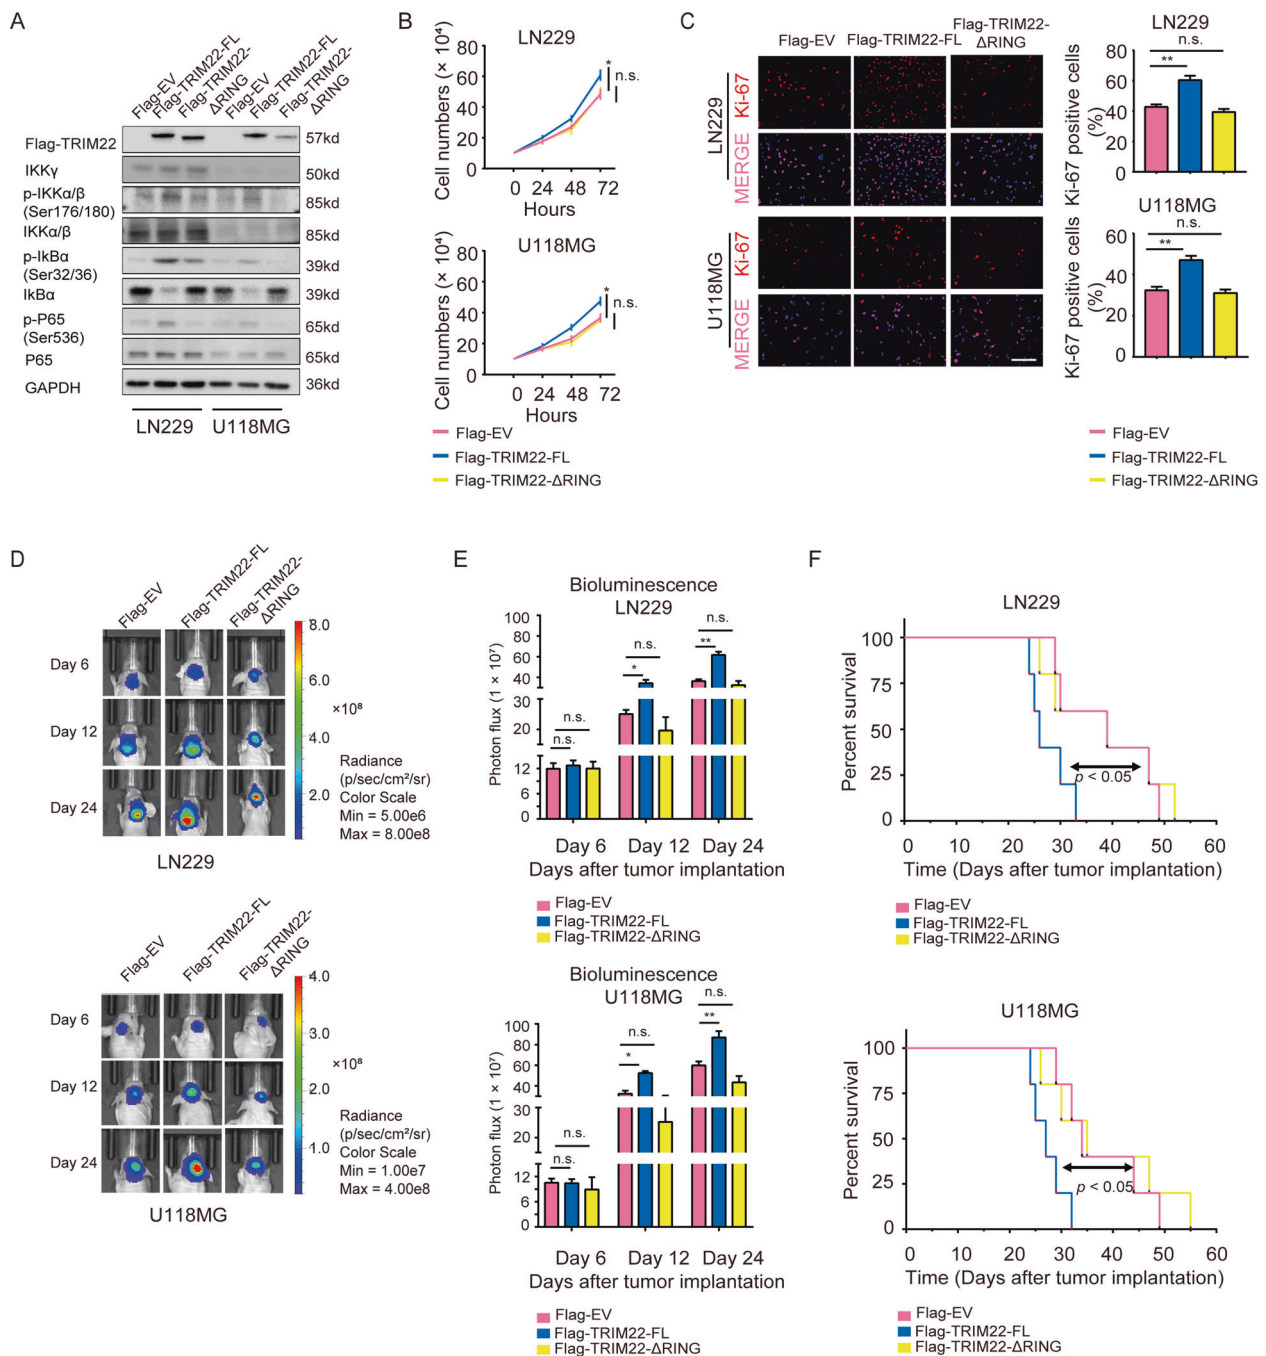 A
Flag-EV
Flag-TRIM22-FL
Flag-TRIM22-
ΔRING
Flag-EV
Flag-TRIM22-FL
Flag-TRIM22-
ΔRING
Flag-TRIM22
57kd
IKKγ
50kd
p-IKKα/β
(Ser176/180)
85kd
IKKα/β
85kd
p-IkBα
(Ser32/36)
39kd
IkBα
39kd
p-P65
(Ser536)
65kd
P65
65kd
GAPDH
36kd
LN229
U118MG
B
LN229
Cell numbers (× 10⁴)
80
60
40
20
0
*
n.s.
0 24 48 72
Hours
U118MG
Cell numbers (× 10⁴)
80
60
40
20
0
*
n.s.
0 24 48 72
Hours
Flag-EV
Flag-TRIM22-FL
Flag-TRIM22-ΔRING
C
Flag-EV
Flag-TRIM22-FL
Flag-TRIM22-
ΔRING
LN229
Ki-67
MERGE
U118MG
Ki-67
MERGE
LN229
Ki-67 positive cells
(%)
80
60
40
20
0
n.s.
**
U118MG
Ki-67 positive cells
(%)
60
40
20
0
n.s.
**
Flag-EV
Flag-TRIM22-FL
Flag-TRIM22-ΔRING
D
Flag-EV
Flag-TRIM22-FL
Flag-TRIM22-
ΔRING
Day 6
Day 12
Day 24
LN229
8.0
6.0
×10⁸
4.0
2.0
Radiance
(p/sec/cm²/sr)
Color Scale
Min = 5.00e6
Max = 8.00e8
Flag-EV
Flag-TRIM22-FL
Flag-TRIM22-
ΔRING
Day 6
Day 12
Day 24
U118MG
4.0
3.0
×10⁸
2.0
1.0
Radiance
(p/sec/cm²/sr)
Color Scale
Min = 1.00e7
Max = 4.00e8
E
Bioluminescence
LN229
Photon flux (1 × 10⁷)
100
80
60
40
30
20
12
6
0
n.s.
n.s.
n.s.
*
n.s.
**
Day 6 Day 12 Day 24
Days after tumor implantation
Flag-EV
Flag-TRIM22-FL
Flag-TRIM22-ΔRING
Bioluminescence
U118MG
Photon flux (1 × 10⁷)
100
80
60
40
30
20
12
6
0
n.s.
n.s.
n.s.
*
n.s.
**
Day 6 Day 12 Day 24
Days after tumor implantation
Flag-EV
Flag-TRIM22-FL
Flag-TRIM22-ΔRING
F
LN229
Percent survival
100
75
50
25
0
p < 0.05
0 10 20 30 40 50 60
Time (Days after tumor implantation)
Flag-EV
Flag-TRIM22-FL
Flag-TRIM22-ΔRING
U118MG
Percent survival
100
75
50
25
0
p < 0.05
0 10 20 30 40 50 60
Time (Days after tumor implantation)
Flag-EV
Flag-TRIM22-FL
Flag-TRIM22-ΔRING